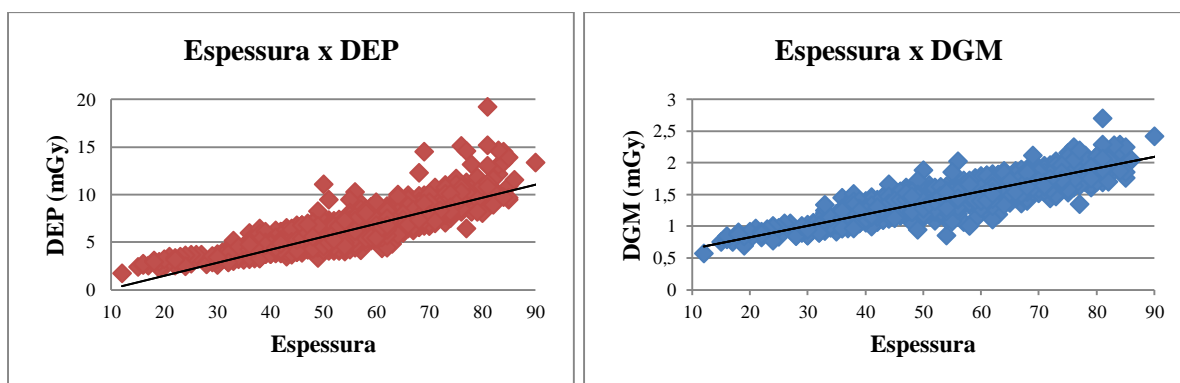 Espessura x DEP
DEP (mGy)
20
15
10
5
0
10 20 30 40 50 60 70 80 90
Espessura
Espessura x DGM
DGM (mGy)
3
2,5
2
1,5
1
0,5
0
10 20 30 40 50 60 70 80 90
Espessura